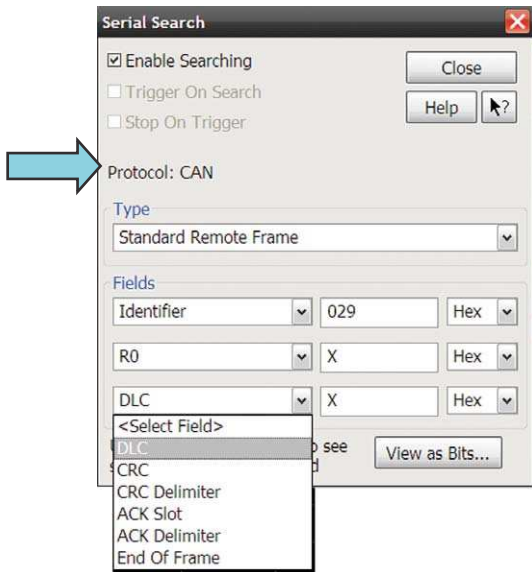 Serial Search
Enable Searching
Close
Trigger On Search
Help
?
Stop On Trigger
Protocol: CAN
Type
Standard Remote Frame
Fields
Identifier 029 Hex
R0 X Hex
DLC X Hex
<Select Field>
DLC
see
View as Bits...
CRC
CRC Delimiter
ACK Slot
ACK Delimiter
End Of Frame